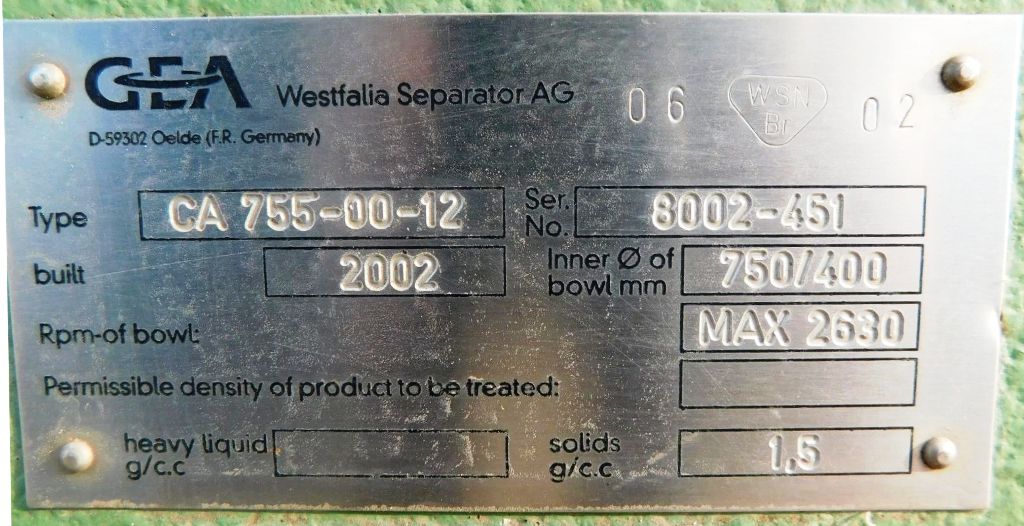 GEA Westfalia Separator AG 06 WSN Br 02
D-59302 Oelde (F.R. Germany)
Type CA 755-00-12 Ser. No. 8002-451
built 2002 Inner Ø of bowl mm 750/400
Rpm-of bowl: MAX 2630
Permissible density of product to be treated:
heavy liquid g/c.c solids g/c.c 1,5